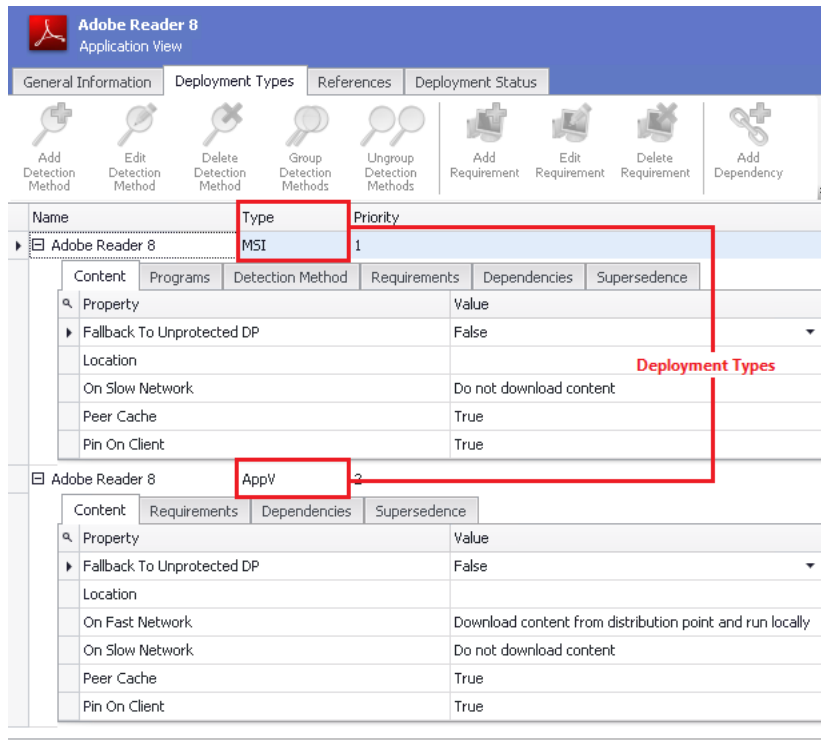 Adobe Reader 8
Application View
General Information Deployment Types References Deployment Status
Add Detection Method Edit Detection Method Delete Detection Method Group Detection Methods Ungroup Detection Methods Add Requirement Edit Requirement Delete Requirement Add Dependency
Name Type Priority
Adobe Reader 8 MSI 1
Content Programs Detection Method Requirements Dependencies Supersedence
Property Value
Fallback To Unprotected DP False
Location
Deployment Types
On Slow Network Do not download content
Peer Cache True
Pin On Client True
Adobe Reader 8 AppV 2
Content Requirements Dependencies Supersedence
Property Value
Fallback To Unprotected DP False
Location
On Fast Network Download content from distribution point and run locally
On Slow Network Do not download content
Peer Cache True
Pin On Client True